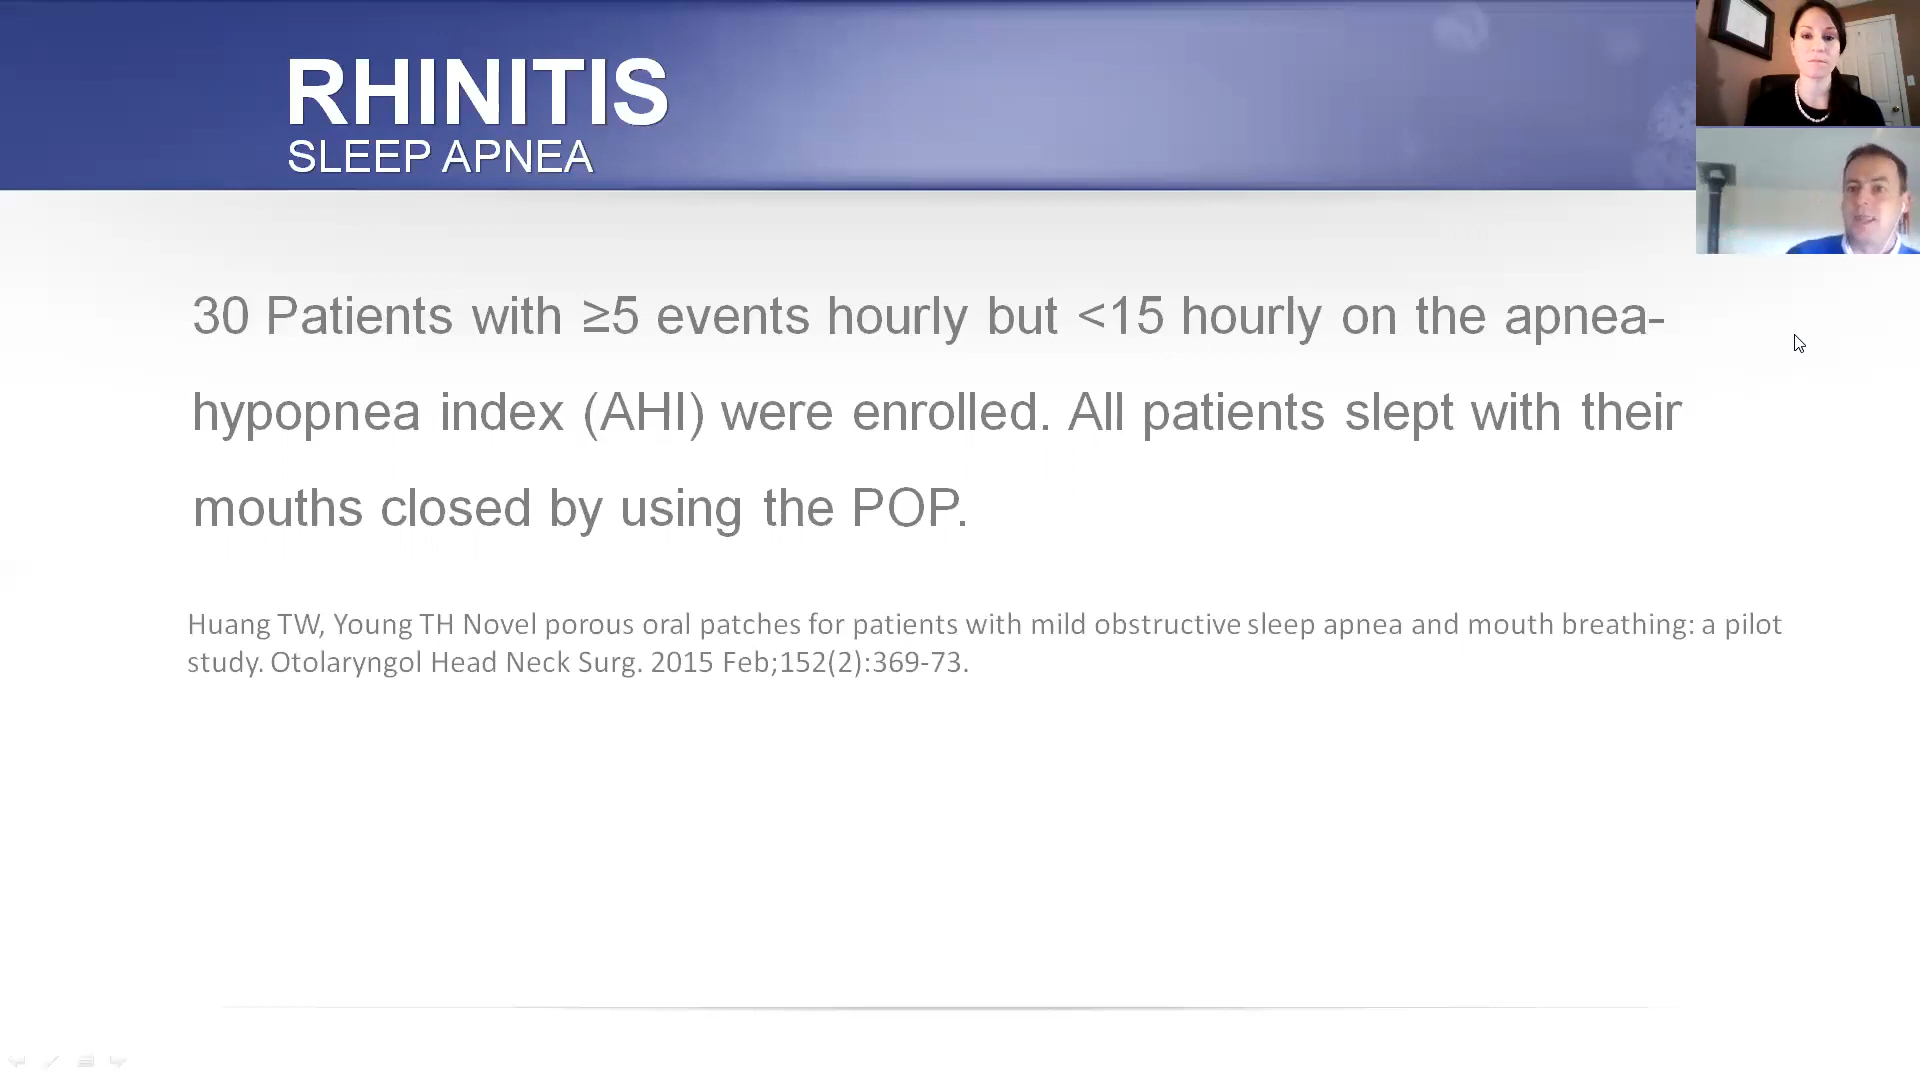 RHINITIS
SLEEP APNEA
30 Patients with ≥5 events hourly but <15 hourly on the apnea-
hypopnea index (AHI) were enrolled. All patients slept with their
mouths closed by using the POP.
Huang TW, Young TH Novel porous oral patches for patients with mild obstructive sleep apnea and mouth breathing: a pilot
study. Otolaryngol Head Neck Surg. 2015 Feb;152(2):369-73.